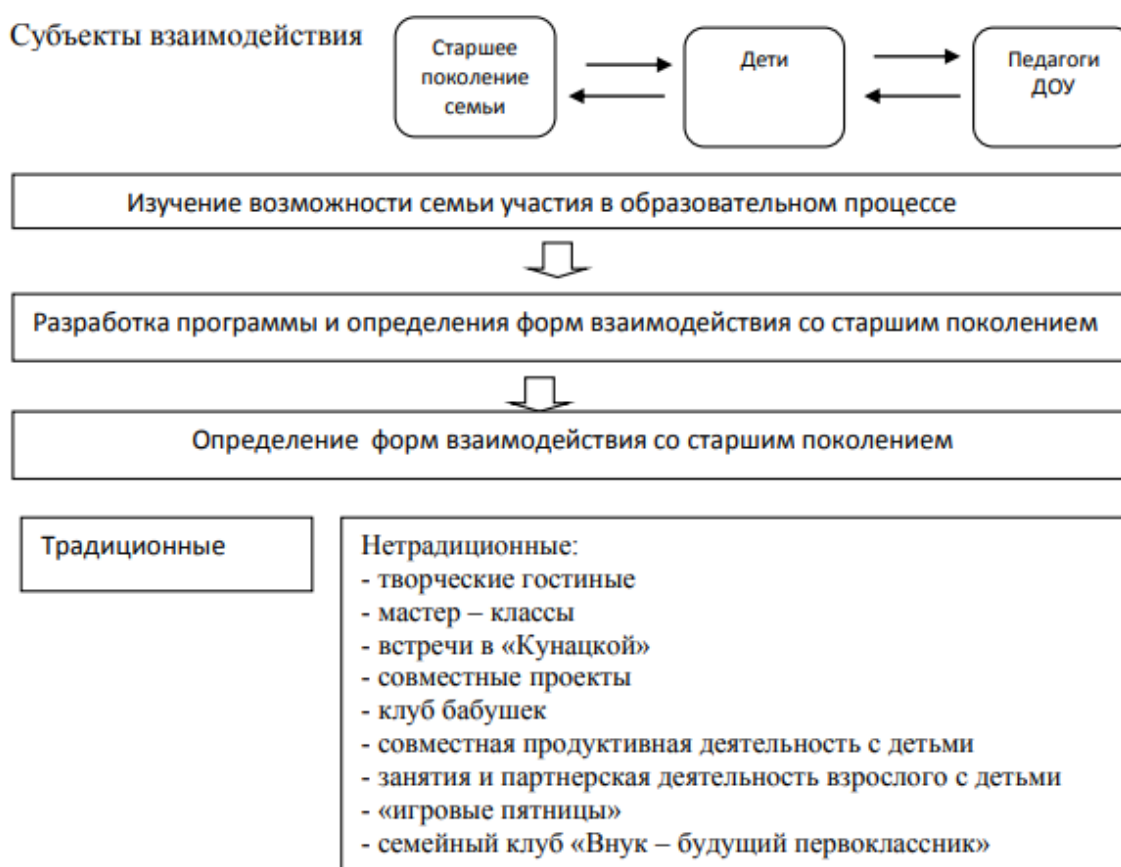 Субъекты взаимодействия
Старшее
поколение
семьи
Дети
Педагоги
ДОУ
Изучение возможности семьи участия в образовательном процессе
Разработка программы и определения форм взаимодействия со старшим поколением
Определение форм взаимодействия со старшим поколением
Традиционные
Нетрадиционные:
- творческие гостиные
- мастер – классы
- встречи в «Кунацкой»
- совместные проекты
- клуб бабушек
- совместная продуктивная деятельность с детьми
- занятия и партнерская деятельность взрослого с детьми
- «игровые пятницы»
- семейный клуб «Внук – будущий первоклассник»